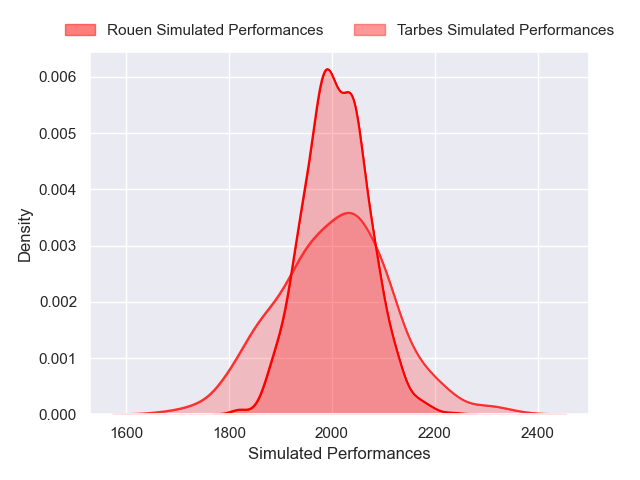 Rouen Simulated Performances Tarbes Simulated Performances
0.006
0.005
0.004
0.003
0.002
0.001
0.000
Density
1600 1800 2000 2200 2400
Simulated Performances